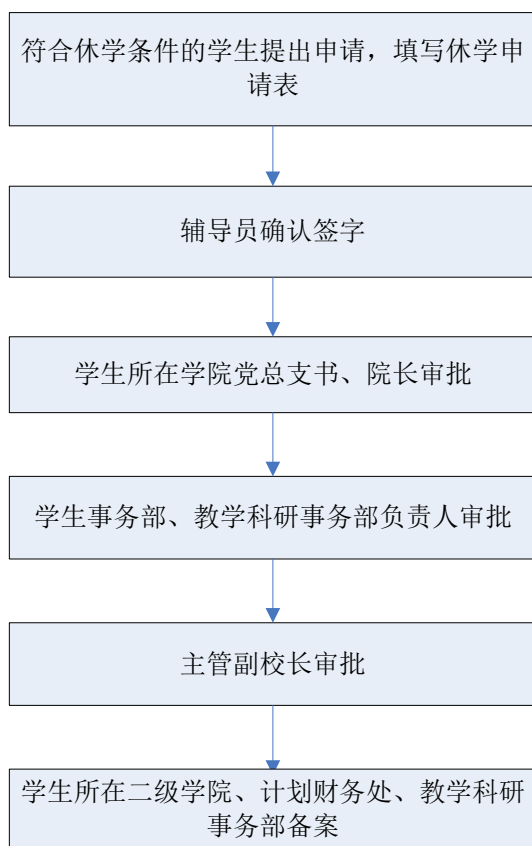 符合休学条件的学生提出申请，填写休学申
请表
辅导员确认签字
学生所在学院党总支书、院长审批
学生事务部、教学科研事务部负责人审批
主管副校长审批
学生所在二级学院、计划财务处、教学科研
事务部备案